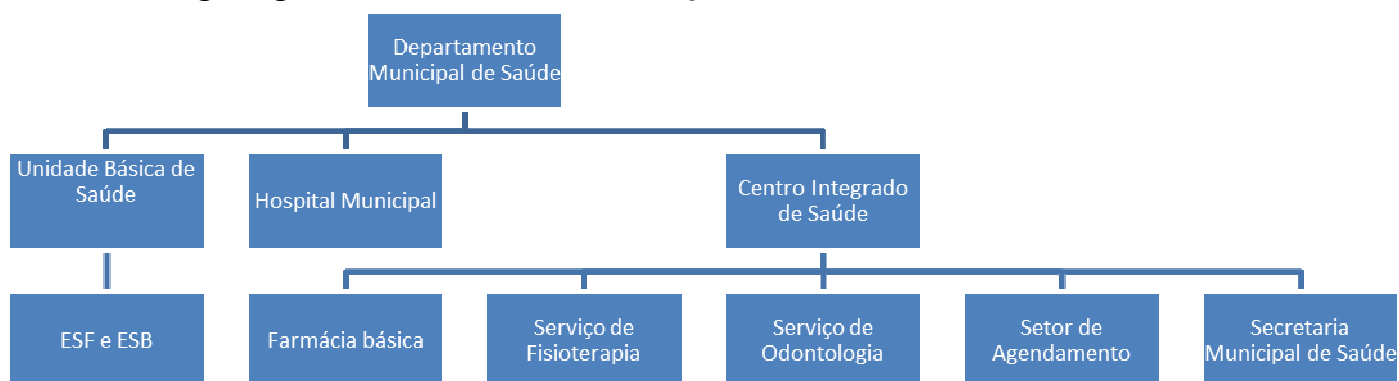 Departamento
Municipal de Saúde
Unidade Básica de
Saúde
Hospital Municipal
Centro Integrado
de Saúde
ESF e ESB
Farmácia básica
Serviço de
Fisioterapia
Serviço de
Odontologia
Setor de
Agendamento
Secretaria
Municipal de Saúde